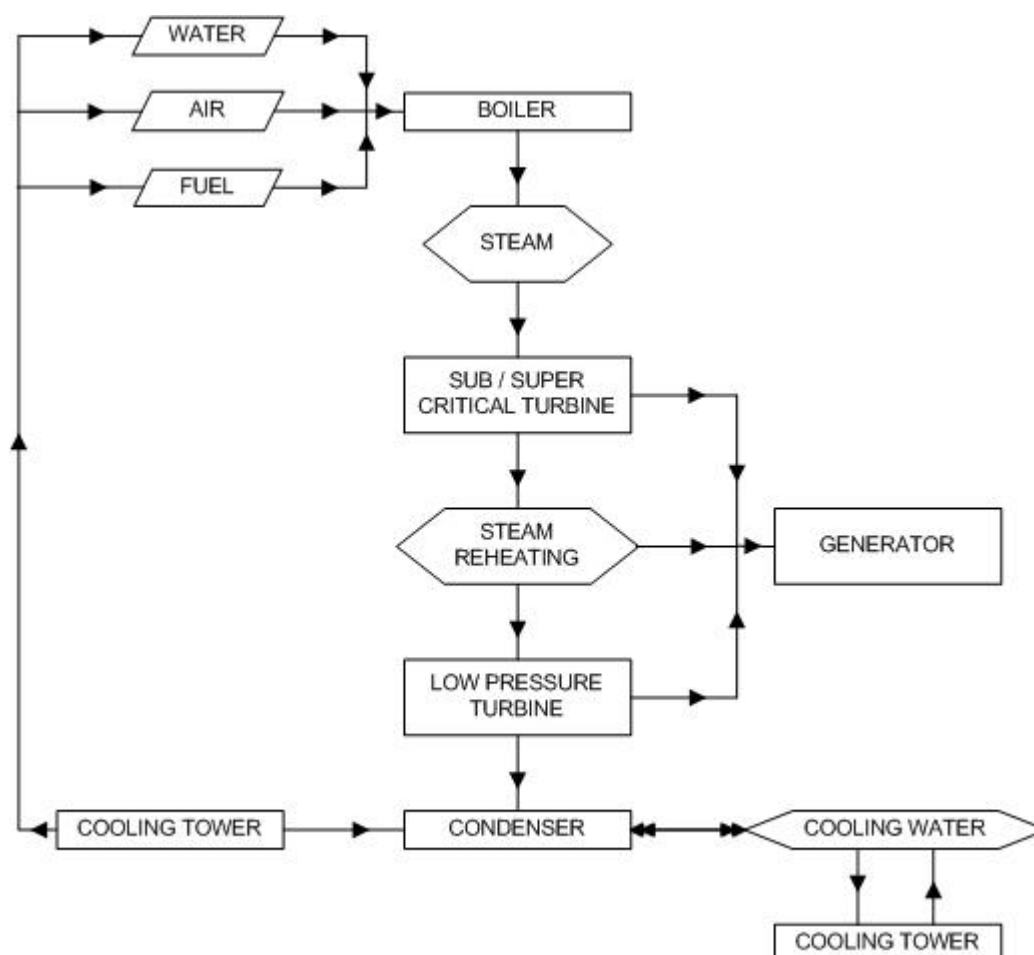 WATER
AIR
BOILER
FUEL
STEAM
SUB / SUPER
CRITICAL TURBINE
STEAM
REHEATING
GENERATOR
LOW PRESSURE
TURBINE
COOLING TOWER
CONDENSER
COOLING WATER
COOLING TOWER